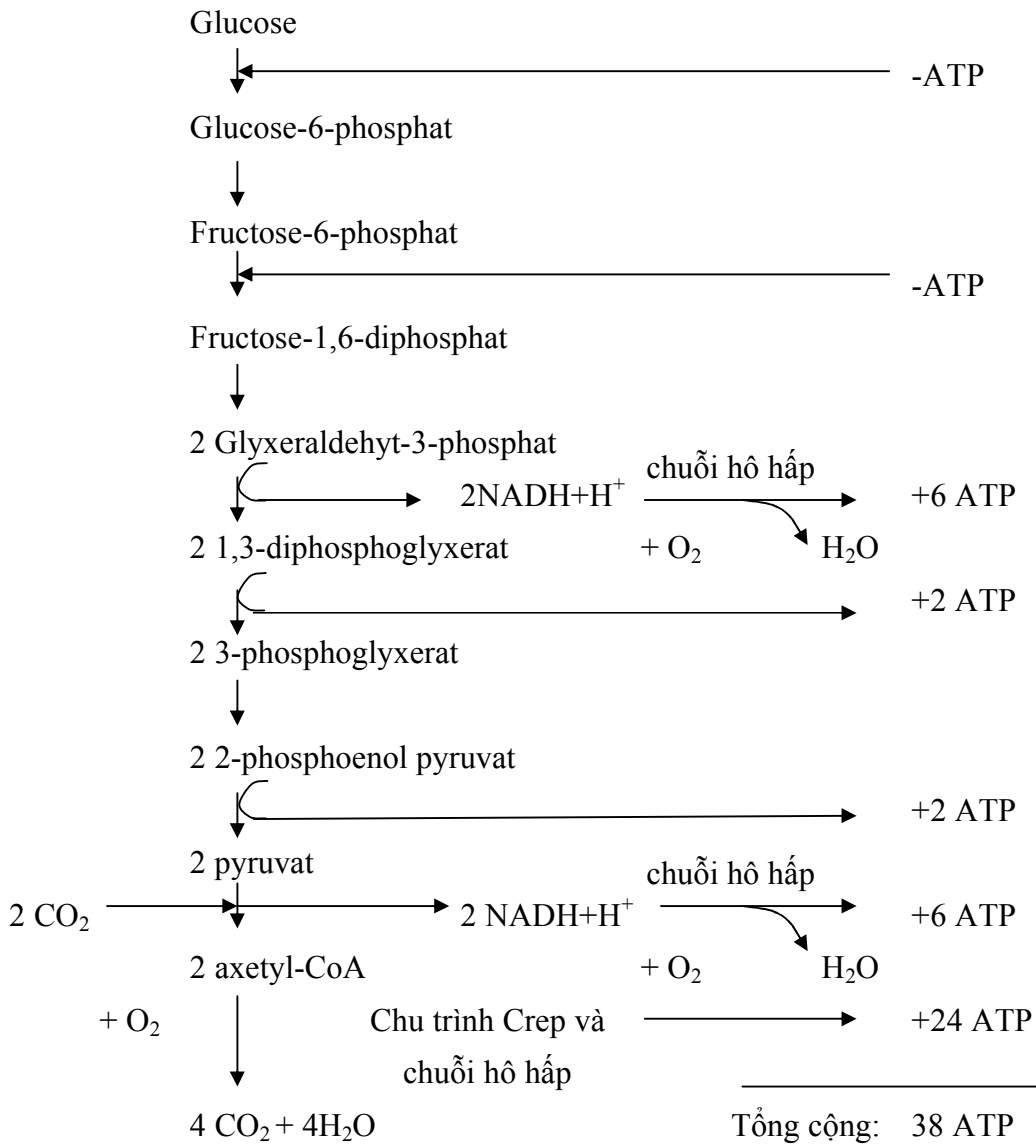 Glucose
-ATP
Glucose-6-phosphat
Fructose-6-phosphat
-ATP
Fructose-1,6-diphosphat
2 Glyxeraldehyt-3-phosphat
chuỗi hô hấp
2NADH+H⁺ +6 ATP
2 1,3-diphosphoglyxerat + O₂ H₂O
+2 ATP
2 3-phosphoglyxerat
2 2-phosphoenol pyruvat
+2 ATP
2 pyruvat
chuỗi hô hấp
2 CO₂ 2 NADH+H⁺ +6 ATP
2 axetyl-CoA + O₂ H₂O
+ O₂ Chu trình Crep và +24 ATP
chuỗi hô hấp
4 CO₂ + 4H₂O Tổng cộng: 38 ATP